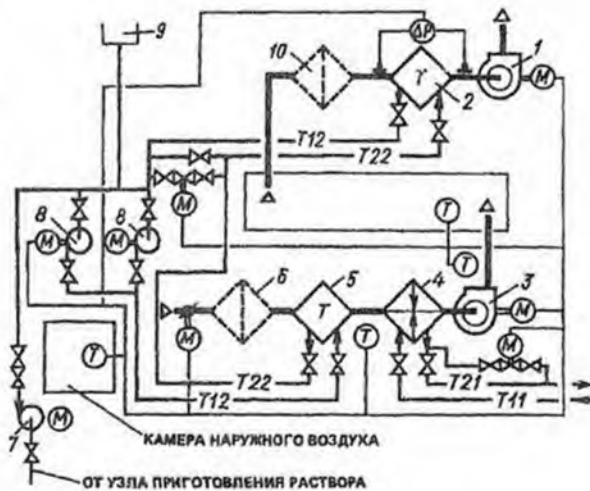 9
ΔP
1
10
M
γ
2
T12
T22
8
8
M
M
M
T
T
6
5
4
3
T
M
M
M
T
T
T22
T21
T12
T11
7
M
КАМЕРА НАРУЖНОГО ВОЗДУХА
ОТ УЗЛА ПРИГОТОВЛЕНИЯ РАСТВОРА